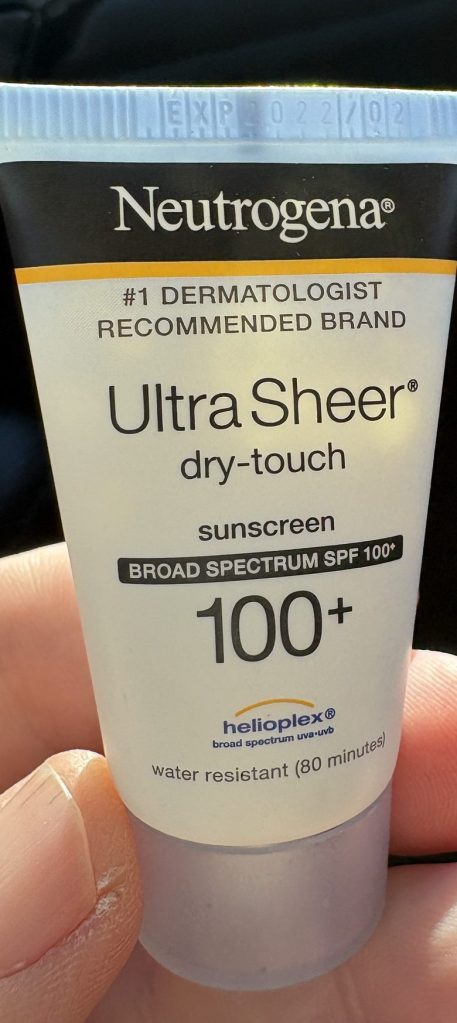 EXP 2022/02
Neutrogena®
#1 DERMATOLOGIST
RECOMMENDED BRAND
Ultra Sheer®
dry-touch
sunscreen
BROAD SPECTRUM SPF 100+
100+
helioplex®
broad spectrum uva•uvb
water resistant (80 minutes)